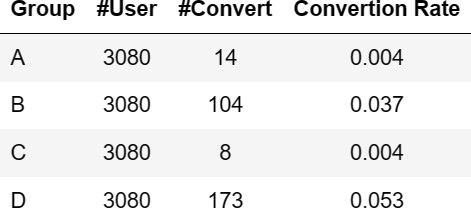 Group #User #Convert Convertion Rate
A 3080 14 0.004
B 3080 104 0.037
C 3080 8 0.004
D 3080 173 0.053